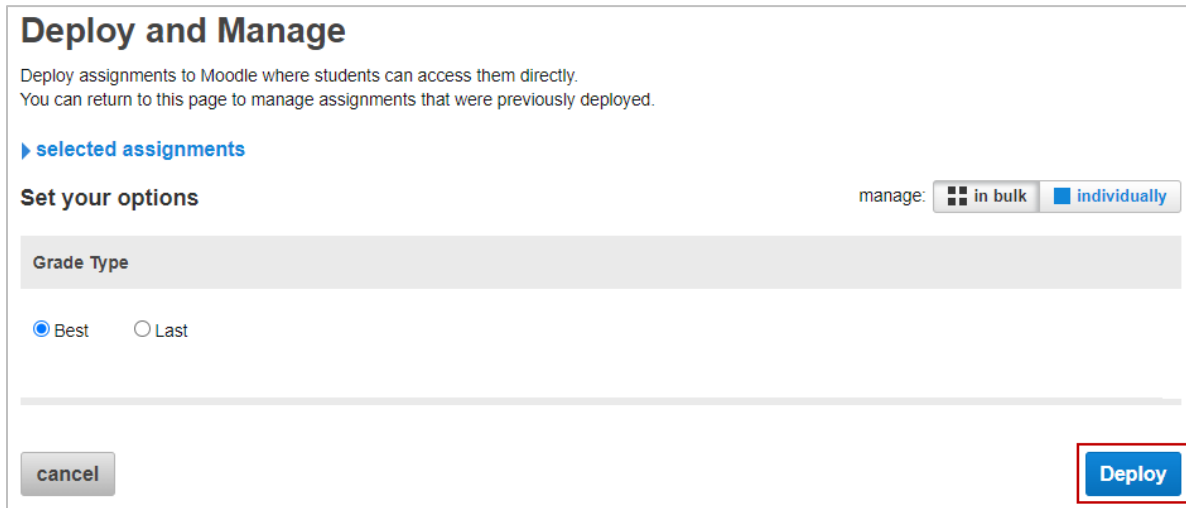 Deploy and Manage
Deploy assignments to Moodle where students can access them directly.
You can return to this page to manage assignments that were previously deployed.
selected assignments
Set your options
manage: in bulk individually
Grade Type
Best Last
cancel Deploy